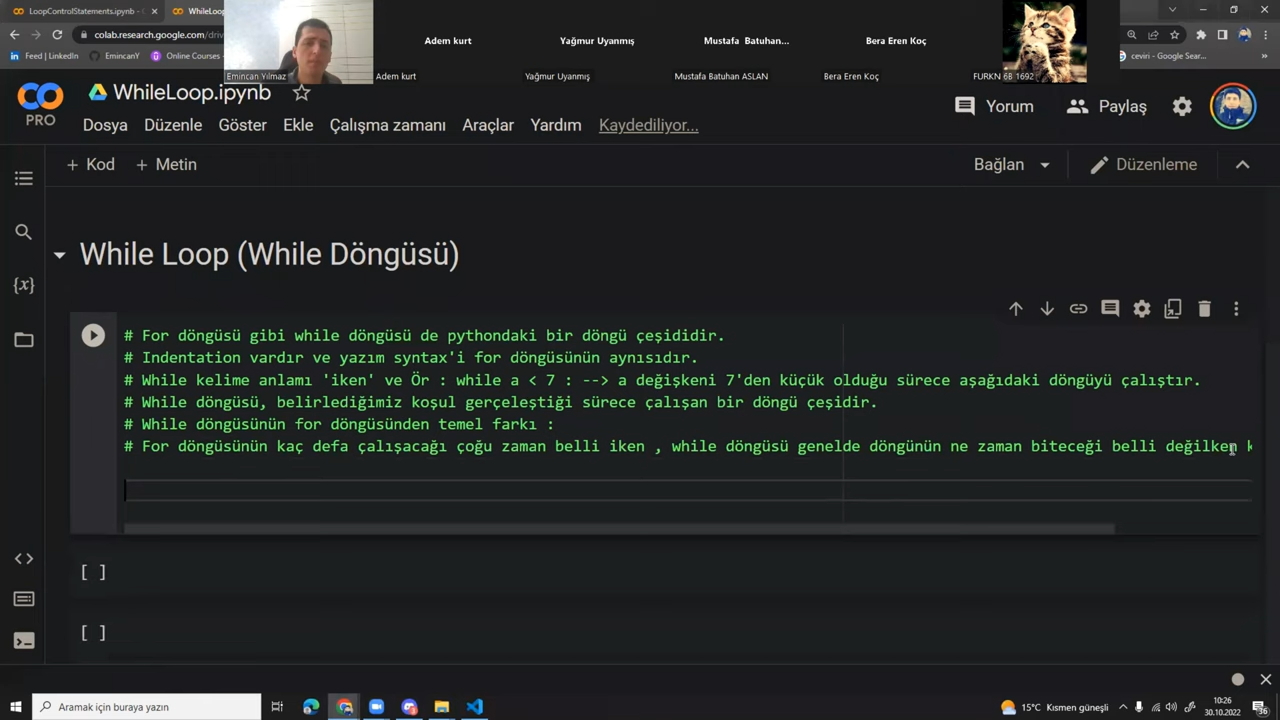 LoopControlStatements.ipynb -
WhileLoo
colab.research.google.com/driv
Feed | LinkedIn
EmincanY
Online Courses -
ceviri - Google Sear...
Adem kurt
Yağmur Uyanmış
Mustafa Batuhan...
Bera Eren Koç
Emincan Yılmaz
Adem kurt
Yağmur Uyanmış
Mustafa Batuhan ASLAN
Bera Eren Koç
FURKN 6B 1692
PRO
WhileLoop.ipynb
Dosya Düzenle Göster Ekle Çalışma zamanı Araçlar Yardım Kaydediliyor...
Yorum
Paylaş
+ Kod + Metin
Bağlan
Düzenleme
While Loop (While Döngüsü)
{x}
# For döngüsü gibi while döngüsü de pythondaki bir döngü çeşididir.
# Indentation vardır ve yazım syntax'i for döngüsünün aynısıdır.
# While kelime anlamı 'iken' ve Ör : while a < 7 : --> a değişkeni 7'den küçük olduğu sürece aşağıdaki döngüyü çalıştır.
# While döngüsü, belirlediğimiz koşul gerçeleştiği sürece çalışan bir döngü çeşidir.
# While döngüsünün for döngüsünden temel farkı :
# For döngüsünün kaç defa çalışacağı çoğu zaman belli iken , while döngüsü genelde döngünün ne zaman biteceği belli değilken k
[ ]
[ ]
Aramak için buraya yazın
15°C Kısmen güneşli
10:26
30.10.2022
36